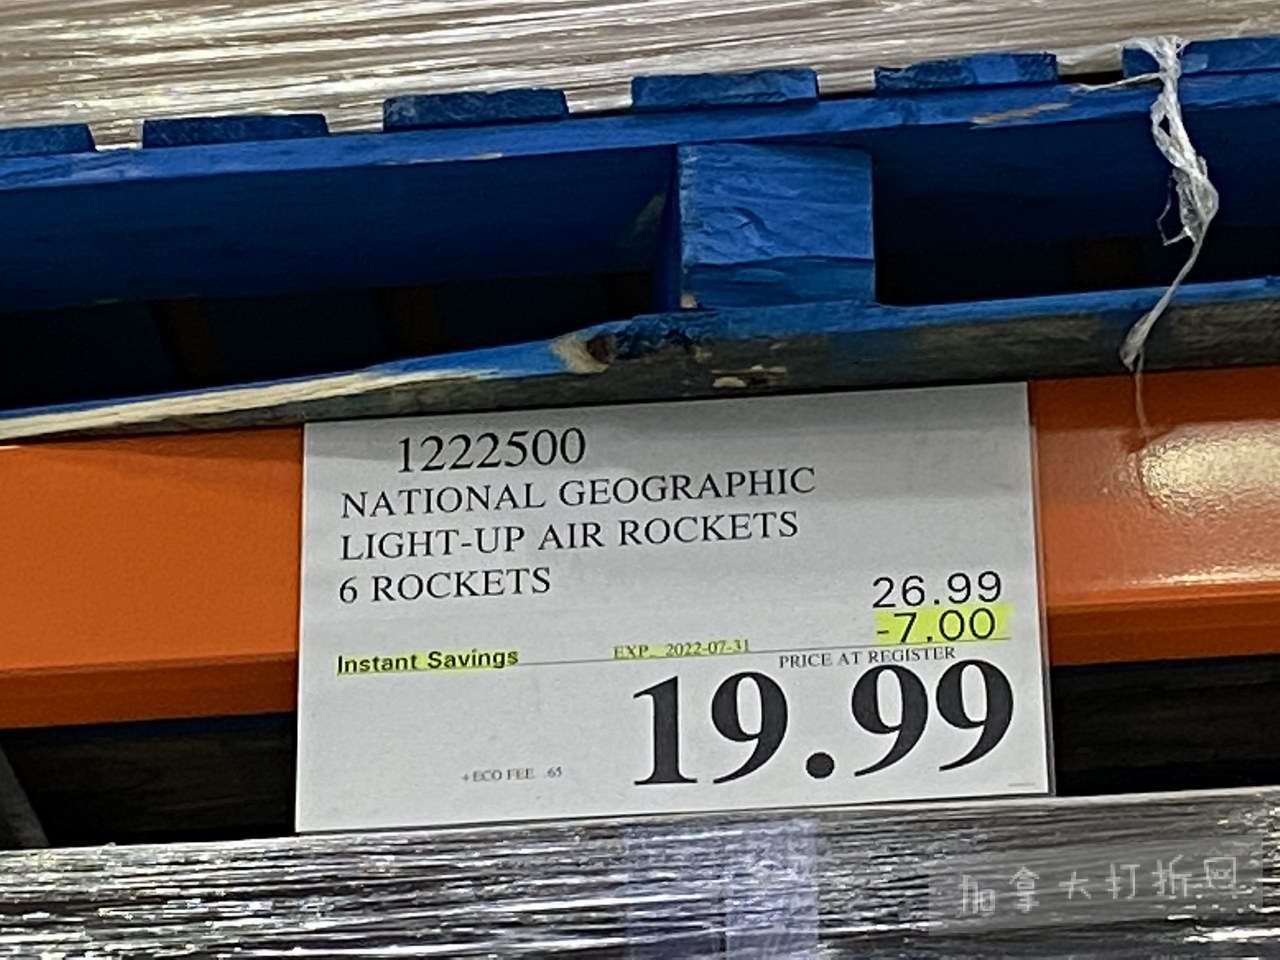 1222500
NATIONAL GEOGRAPHIC
LIGHT-UP AIR ROCKETS
6 ROCKETS
26.99
-7.00
Instant Savings EXP. 2022-07-31
PRICE AT REGISTER
19.99
+ECO FEE .65
加拿大打折网